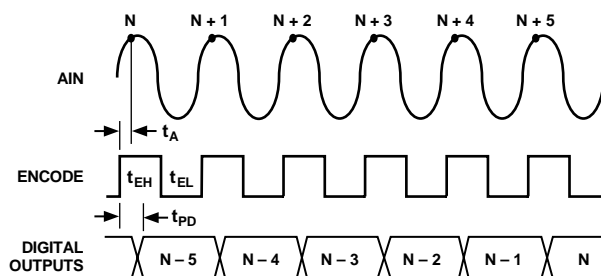 N N + 1 N + 2 N + 3 N + 4 N + 5
AIN
tA
ENCODE tEH tEL
tPD
DIGITAL
OUTPUTS N – 5 N – 4 N – 3 N – 2 N – 1 N